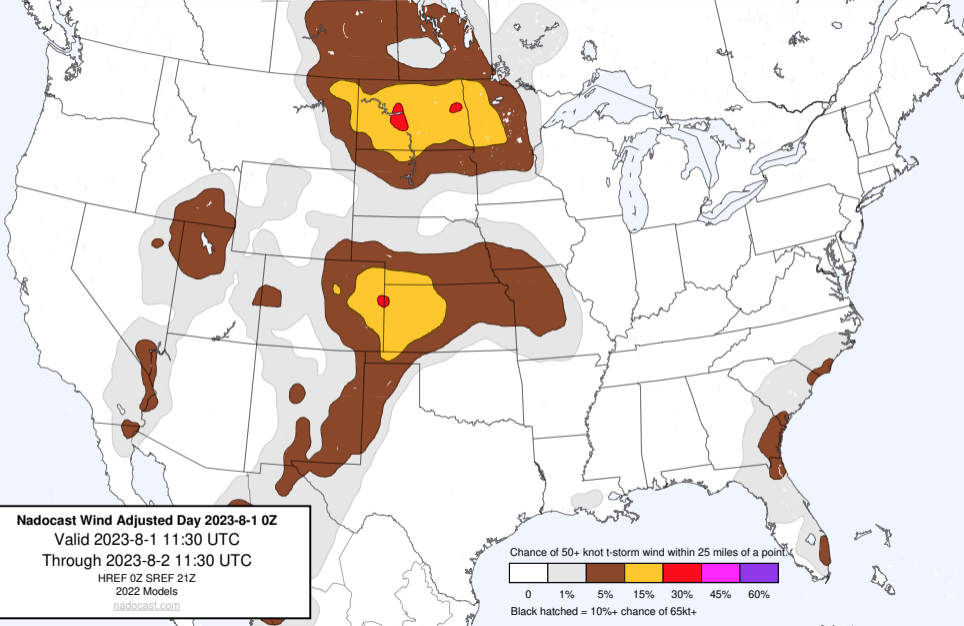 Nadocast Wind Adjusted Day 2023-8-1 0Z
Valid 2023-8-1 11:30 UTC
Through 2023-8-2 11:30 UTC
HREF 0Z SREF 21Z
2022 Models
nadocast.com
Chance of 50+ knot t-storm wind within 25 miles of a point.
0 1% 5% 15% 30% 45% 60%
Black hatched = 10%+ chance of 65kt+